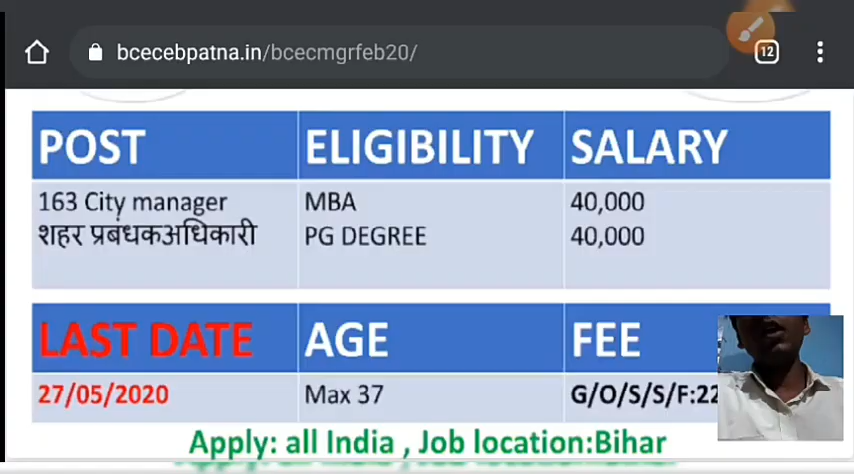 bcecebpatna.in/bcecmgrfeb20/
12
POST ELIGIBILITY SALARY
163 City manager MBA 40,000
शहर प्रबंधकअधिकारी PG DEGREE 40,000
LAST DATE AGE FEE
27/05/2020 Max 37 G/O/S/S/F:22
Apply: all India , Job location:Bihar